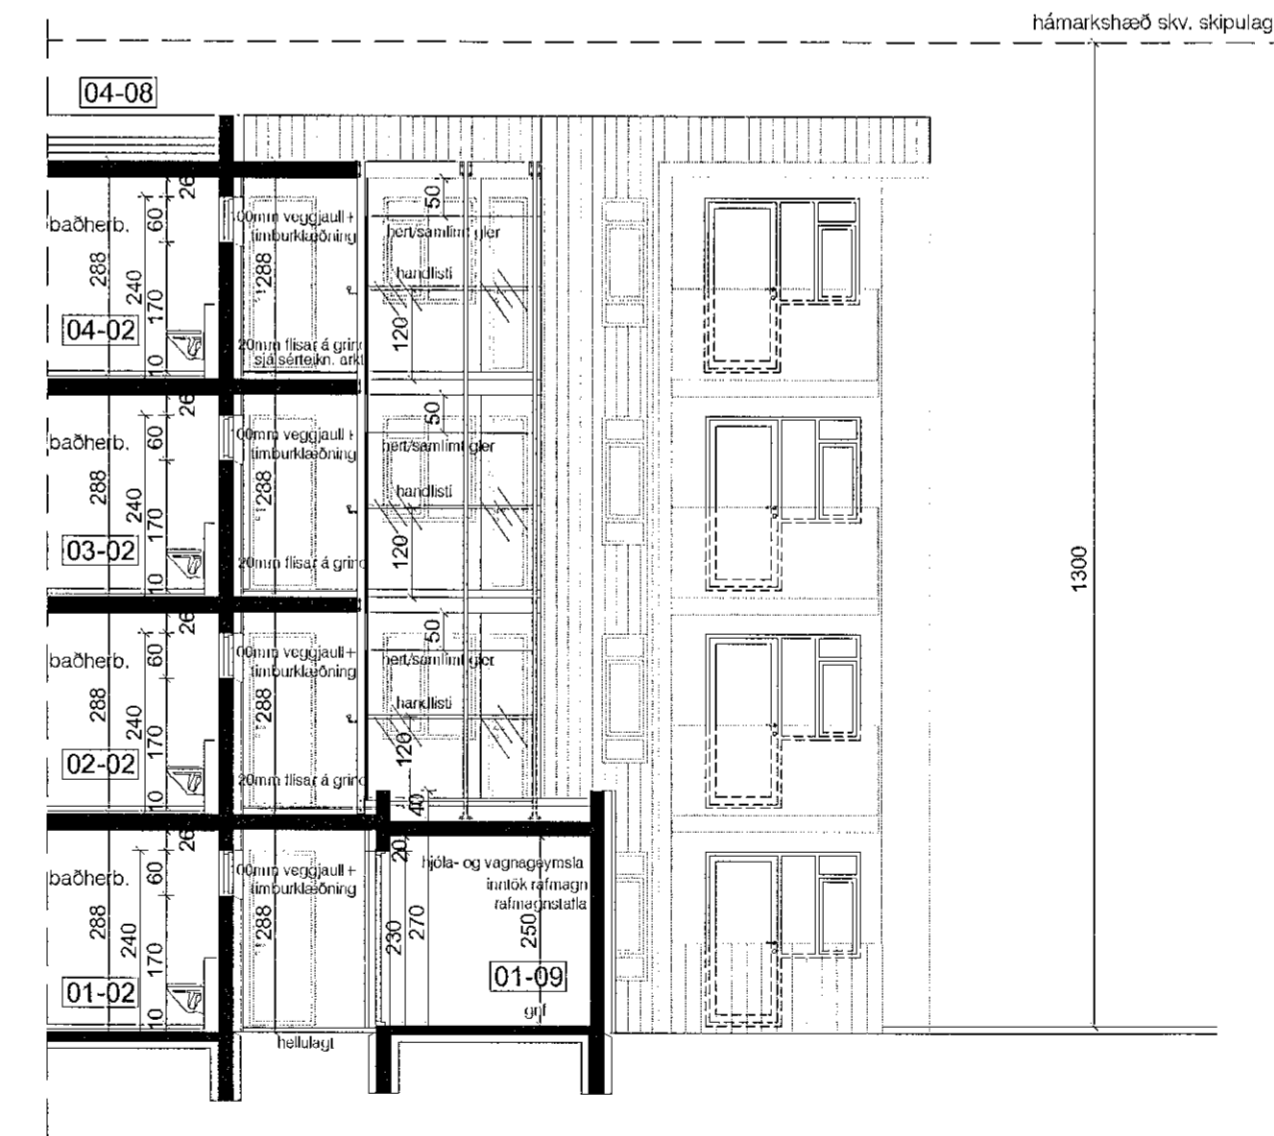 hámarkshæð skv. skipulag
04-08
26
50
60
baðherb.
00mm veggjaull +
timburklæðning
hert/samlímt gler
288
240
288
handlisti
170
04-02
120
20mm flísar á grind
sjá sérteikn. arkt
10
26
50
60
baðherb.
00mm veggjaull +
timburklæðning
hert/samlímt gler
288
240
288
handlisti
170
03-02
120
20mm flísar á grind
10
1300
26
50
60
baðherb.
00mm veggjaull +
timburklæðning
hert/samlímt gler
288
240
288
handlisti
170
02-02
120
20mm flísar á grind
10
40
26
20
60
baðherb.
00mm veggjaull +
timburklæðning
hjóla- og vagnageymsla
inntök rafmagn
rafmagnstafla
288
240
288
230
270
250
170
01-02
01-09
10
gólf
hellulagt